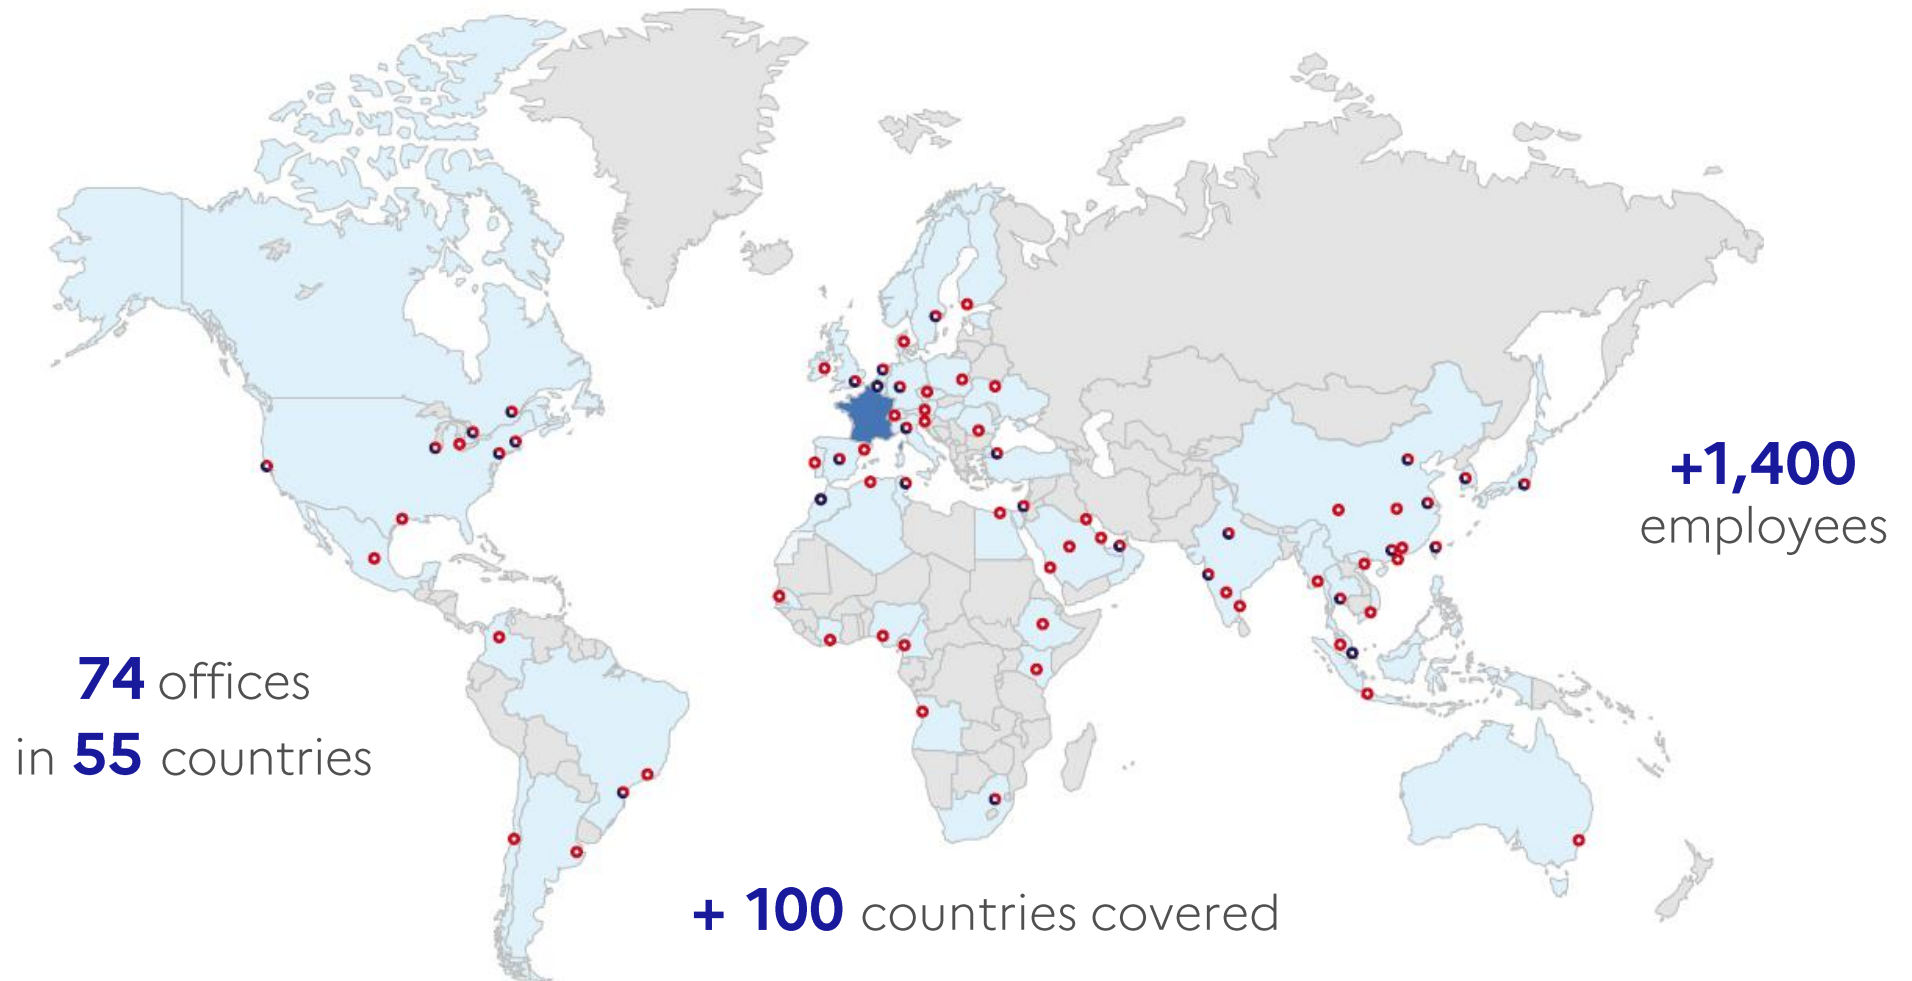 +1,400
employees
74 offices
in 55 countries
+ 100 countries covered